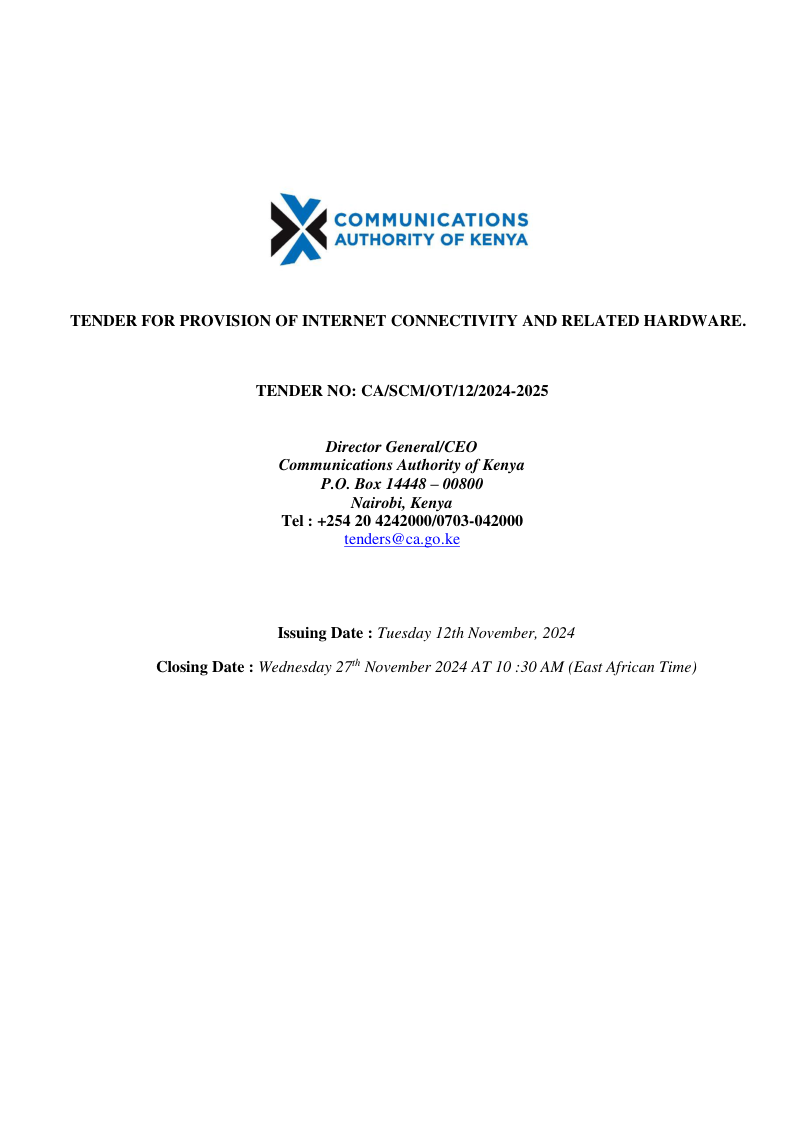 COMMUNICATIONS
AUTHORITY OF KENYA
TENDER FOR PROVISION OF INTERNET CONNECTIVITY AND RELATED HARDWARE.
TENDER NO: CA/SCM/OT/12/2024-2025
Director General/CEO
Communications Authority of Kenya
P.O. Box 14448 – 00800
Nairobi, Kenya
Tel : +254 20 4242000/0703-042000
tenders@ca.go.ke
Issuing Date : Tuesday 12th November, 2024
Closing Date : Wednesday 27th November 2024 AT 10 :30 AM (East African Time)